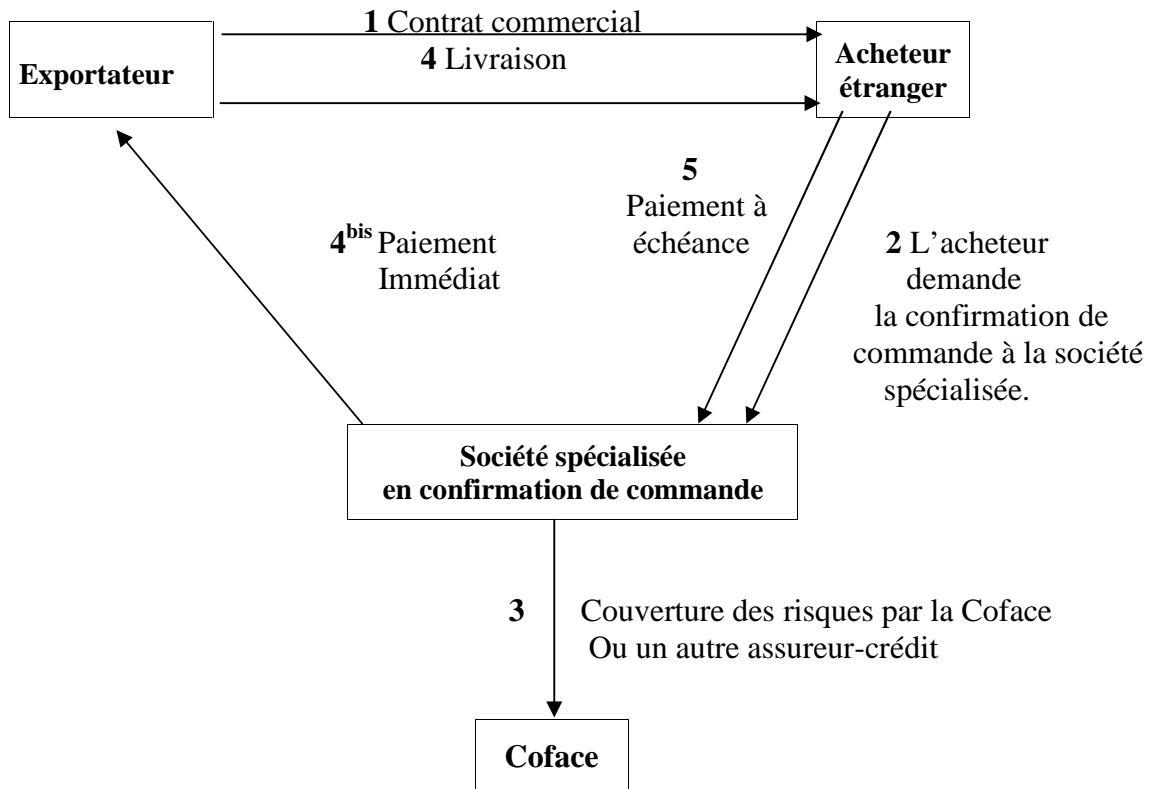 1 Contrat commercial
4 Livraison
Exportateur
Acheteur
étranger
5
Paiement à
échéance
4bis Paiement
Immédiat
2 L’acheteur
demande
la confirmation de
commande à la société
spécialisée.
Société spécialisée
en confirmation de commande
3 Couverture des risques par la Coface
Ou un autre assureur-crédit
Coface